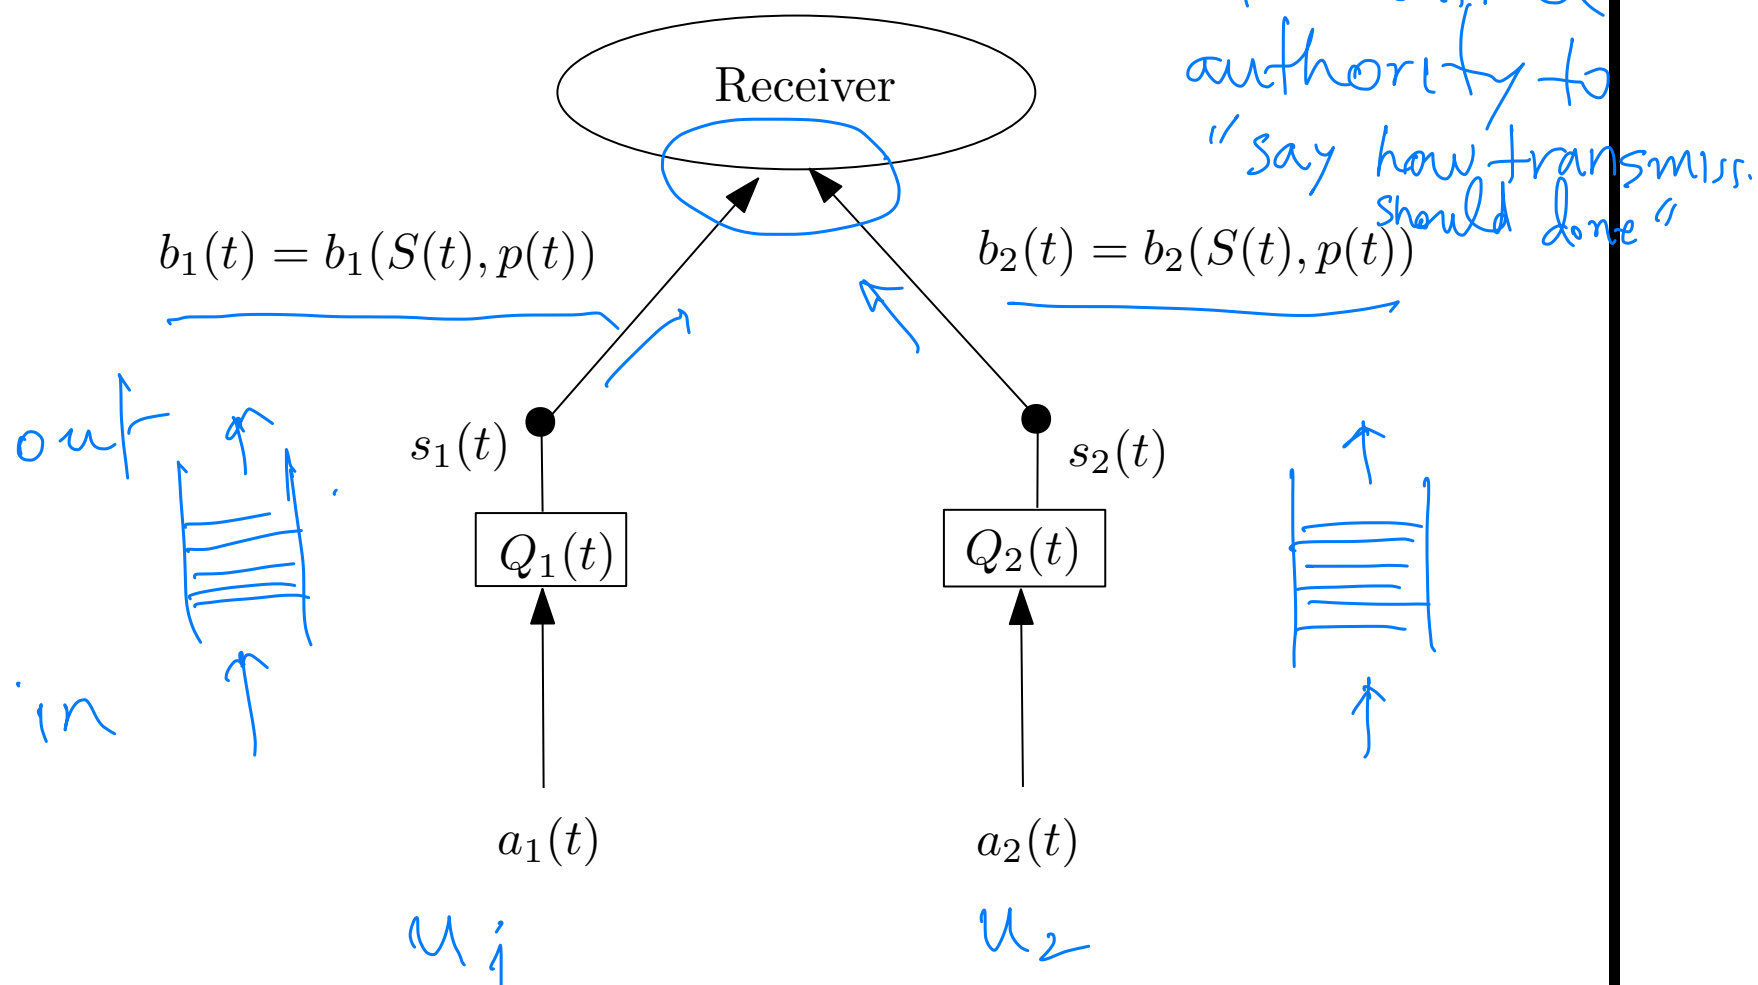 authority to
Receiver
"say how transmiss.
should done"
b₁(t) = b₁(S(t), p(t))
b₂(t) = b₂(S(t), p(t))
out
s₁(t)
s₂(t)
Q₁(t)
Q₂(t)
in
a₁(t)
a₂(t)
u₁
u₂